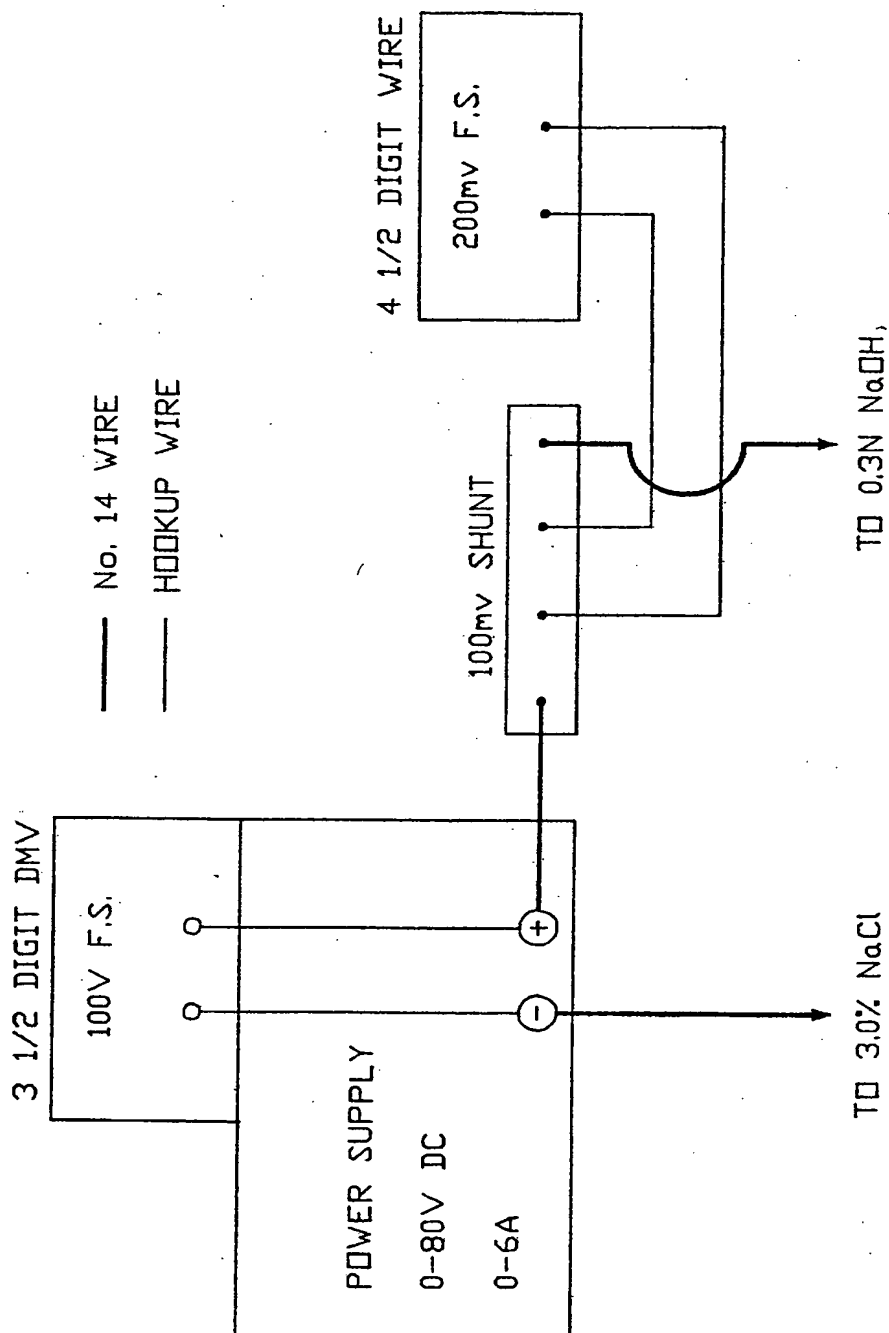 3 1/2 DIGIT DMV
100V F.S.
POWER SUPPLY
0-80V DC
0-6A
-
+
TO 3.0% NaCl
No. 14 WIRE
HOOKUP WIRE
100mv SHUNT
4 1/2 DIGIT WIRE
200mv F.S.
TO 0.3N NaOH,